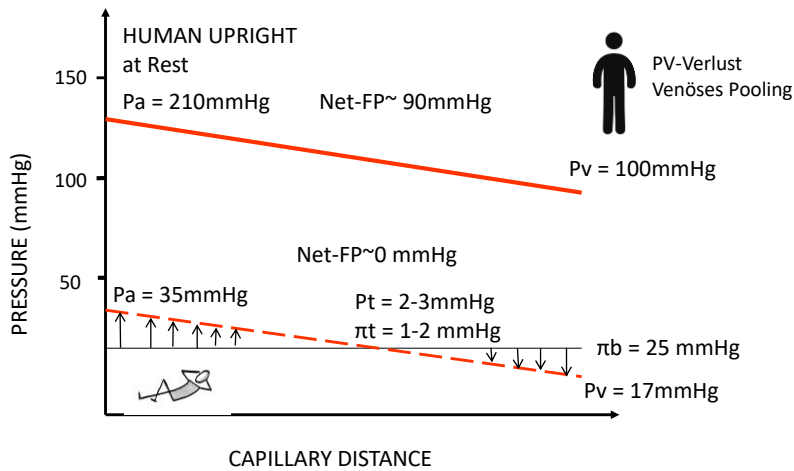 HUMAN UPRIGHT
at Rest
Pa = 210mmHg
Net-FP~ 90mmHg
PV-Verlust
Venöses Pooling
150
100
50
Pv = 100mmHg
PRESSURE (mmHg)
Net-FP~0 mmHg
Pa = 35mmHg
Pt = 2-3mmHg
πt = 1-2 mmHg
πb = 25 mmHg
Pv = 17mmHg
CAPILLARY DISTANCE